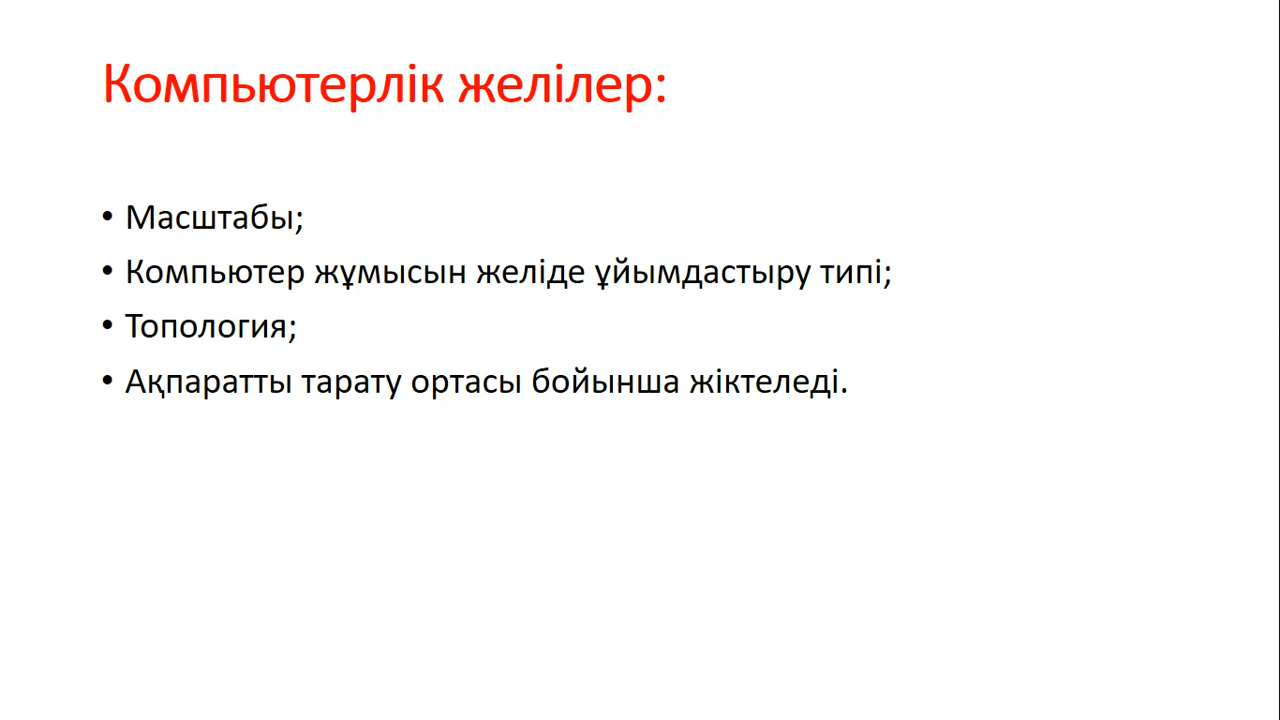 Компьютерлік желілер:
• Масштабы;
• Компьютер жұмысын желіде ұйымдастыру типі;
• Топология;
• Ақпаратты тарату ортасы бойынша жіктеледі.